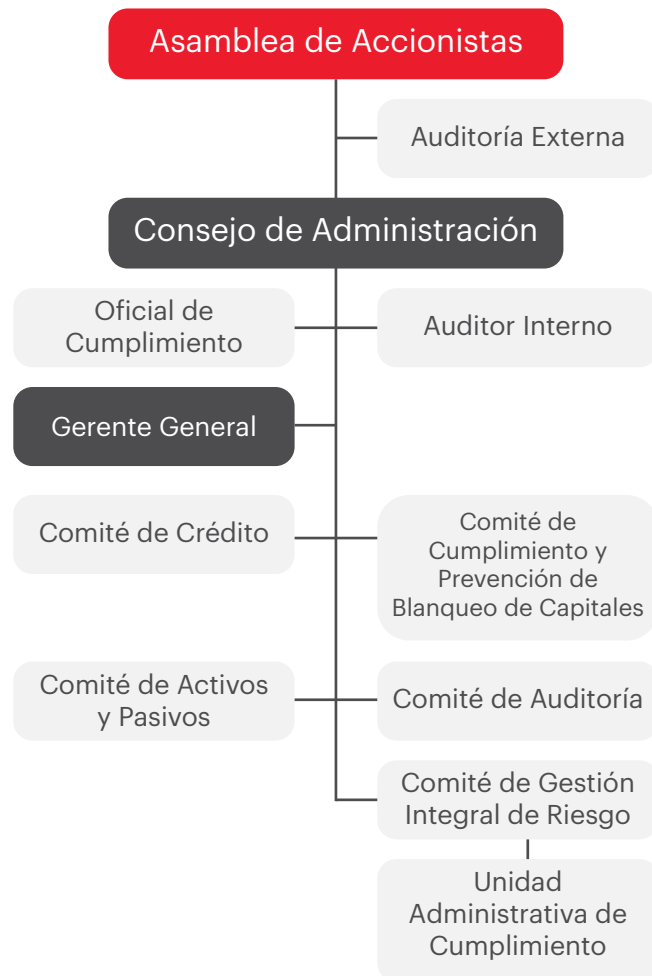 Asamblea de Accionistas
Auditoría Externa
Consejo de Administración
Oficial de
Cumplimiento
Auditor Interno
Gerente General
Comité de Crédito
Comité de
Cumplimiento y
Prevención de
Blanqueo de Capitales
Comité de Activos
y Pasivos
Comité de Auditoría
Comité de Gestión
Integral de Riesgo
Unidad
Administrativa de
Cumplimiento